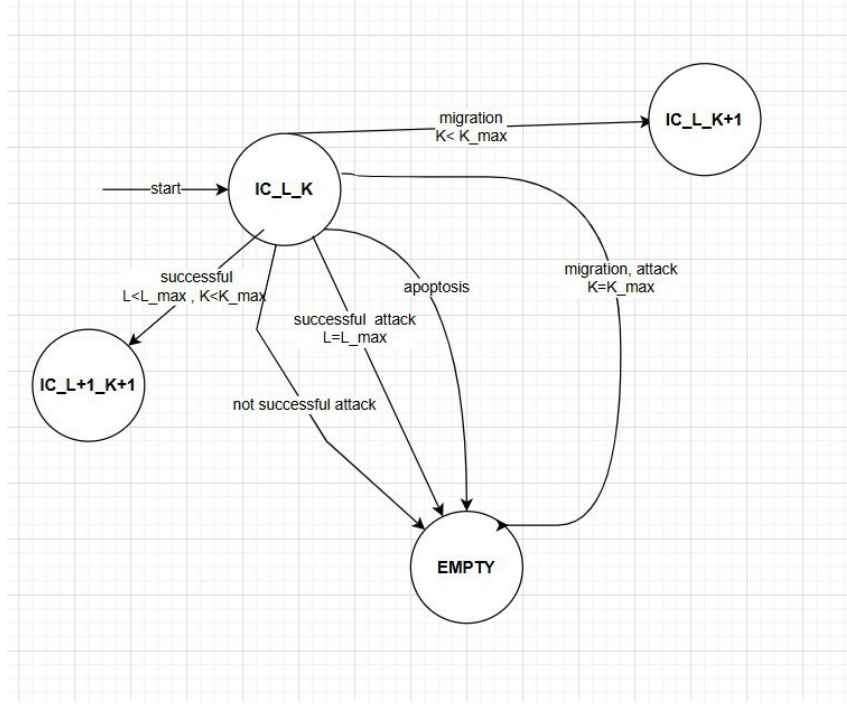 migration
K< K_max
IC_L_K+1
start
IC_L_K
migration, attack
K=K_max
successful
L<L_max , K<K_max
apoptosis
successful  attack
L=L_max
IC_L+1_K+1
not successful attack
EMPTY